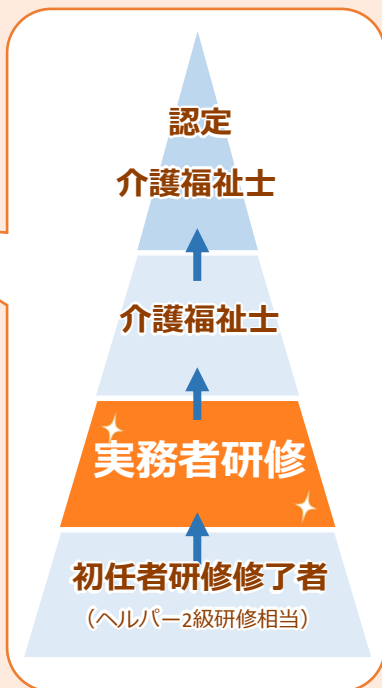 認定
介護福祉士
介護福祉士
実務者研修
初任者研修修了者
（ヘルパー2級研修相当）